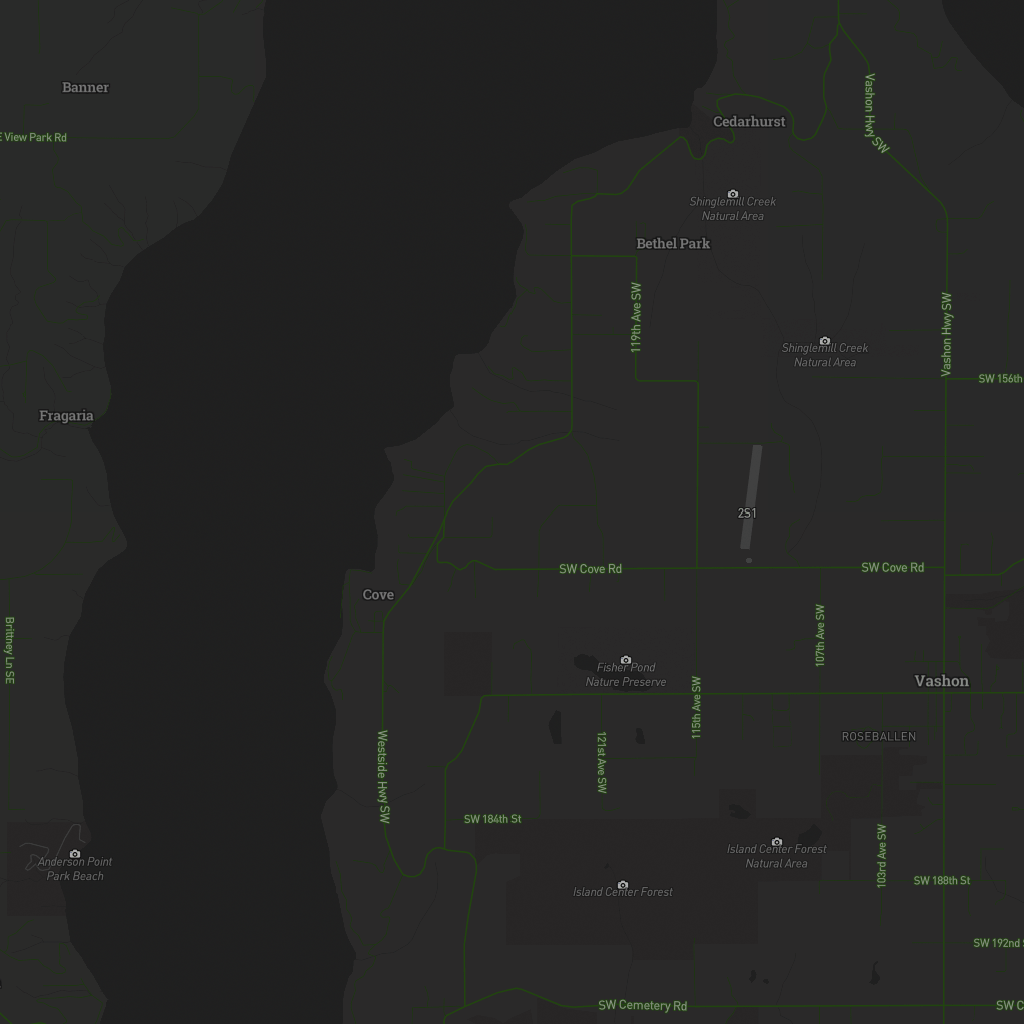 Banner
Cedarhurst
Vashon Hwy SW
E View Park Rd
Shinglemill Creek
Natural Area
Bethel Park
119th Ave SW
Vashon Hwy SW
Shinglemill Creek
Natural Area
SW 156th
Fragaria
2S1
SW Cove Rd
SW Cove Rd
Cove
107th Ave SW
Brittney Ln SE
Fisher Pond
Nature Preserve
Vashon
115th Ave SW
ROSEBALLEN
Westside Hwy SW
121st Ave SW
SW 184th St
Island Center Forest
Natural Area
103rd Ave SW
Anderson Point
Park Beach
SW 188th St
Island Center Forest
SW 192nd
SW Cemetery Rd
SW C